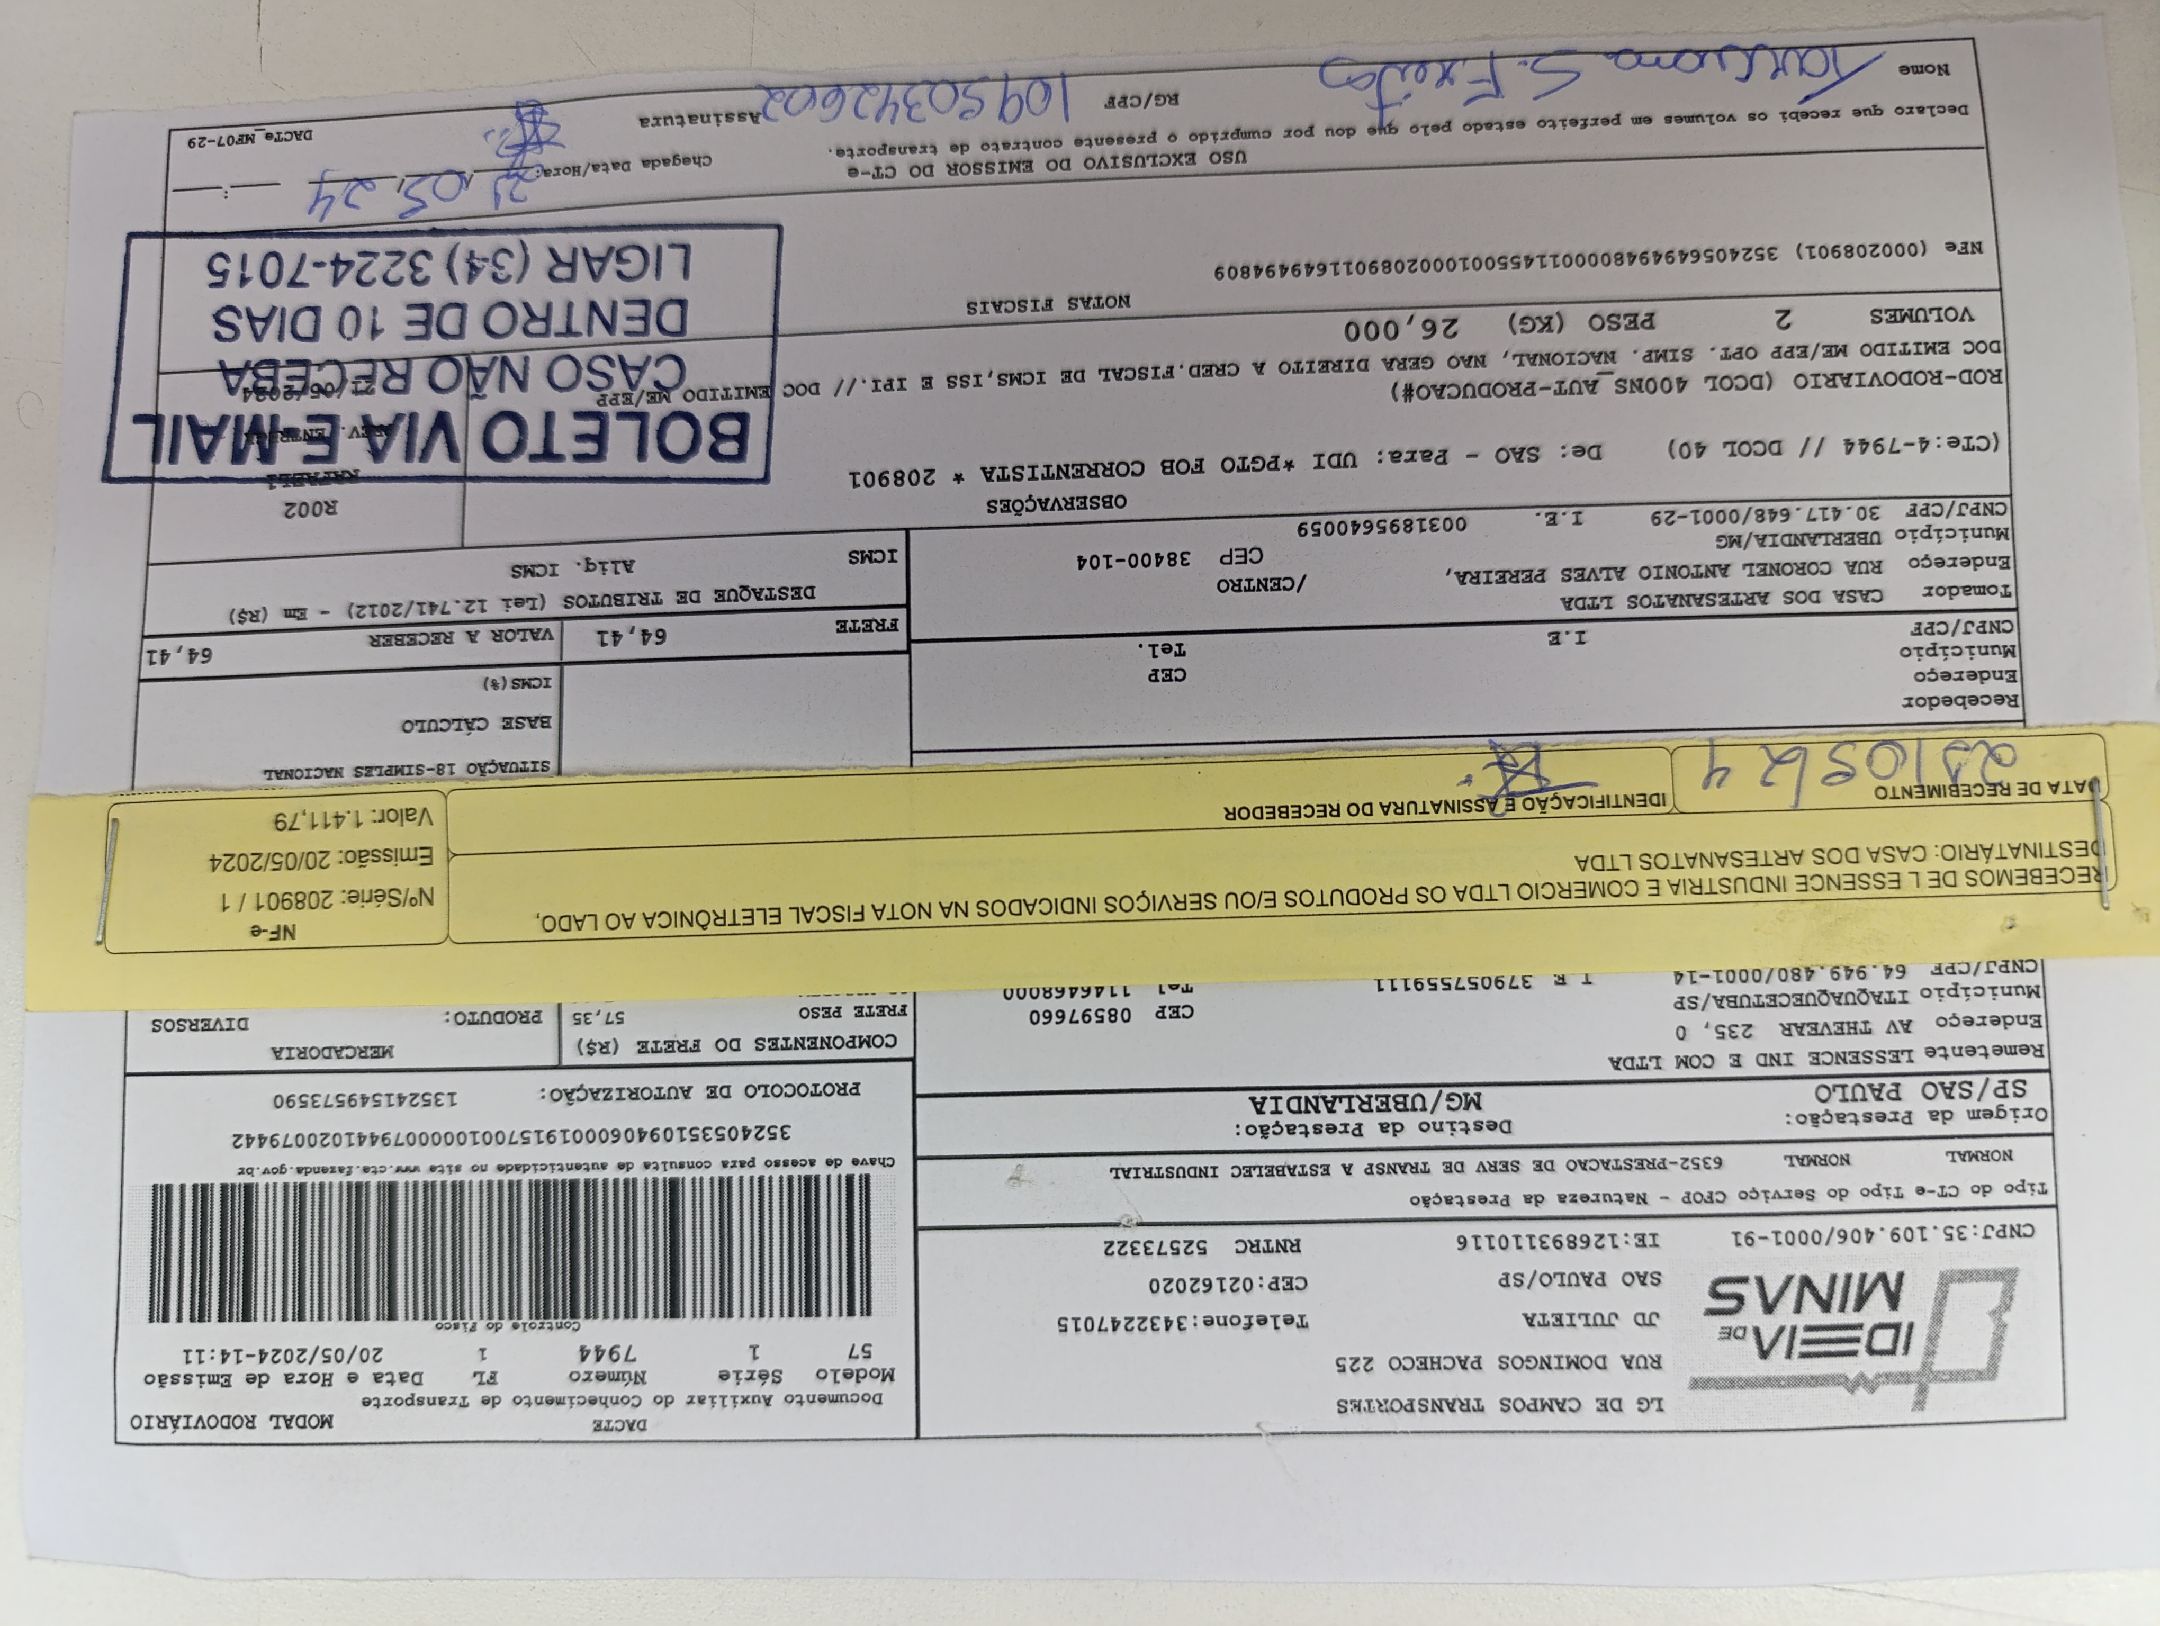 IDEIA DE
MINAS
LG DE CAMPOS TRANSPORTES
RUA DOMINGOS PACHECO 225
JD JULIETA Telefone:3432247015
SAO PAULO/SP CEP:02162020
CNPJ:35.109.406/0001-91 IE:126893110116 RNTRC 52573322
DACTE MODAL RODOVIÁRIO
Documento Auxiliar do Conhecimento de Transporte
Modelo Série Número FL Data e Hora de Emissão
57 1 7944 1 20/05/2024-14:11
Controle do Fisco
Chave de acesso para consulta de autenticidade no site www.cte.fazenda.gov.br
35240535109406000191570010000079441020079442
PROTOCOLO DE AUTORIZAÇÃO: 135241549573590
Tipo do CT-e Tipo do Serviço CFOP - Natureza da Prestação
NORMAL NORMAL 6352-PRESTACAO DE SERV DE TRANSP A ESTABELEC INDUSTRIAL
Origem da Prestação: Destino da Prestação:
SP/SAO PAULO MG/UBERLANDIA
Remetente LESSENCE IND E COM LTDA
Endereço AV THEVEAR 235, 0
Município ITAQUAQUECETUBA/SP CEP 08597660
CNPJ/CPF 64.949.480/0001-14 I.E 379057559111 Tel 1146468000
COMPONENTES DO FRETE (R$) MERCADORIA
FRETE PESO 57,35 PRODUTO: DIVERSOS
RECEBEMOS DE L ESSENCE INDUSTRIA E COMERCIO LTDA OS PRODUTOS E/OU SERVIÇOS INDICADOS NA NOTA FISCAL ELETRÔNICA AO LADO,
DESTINATÁRIO: CASA DOS ARTESANATOS LTDA
NF-e
Nº/Série: 208901 / 1
Emissão: 20/05/2024
Valor: 1.411,79
DATA DE RECEBIMENTO IDENTIFICAÇÃO E ASSINATURA DO RECEBEDOR
SITUAÇÃO 18-SIMPLES NACIONAL
BASE CÁLCULO
ICMS(%)
Recebedor
Endereço CEP
Município Tel.
CNPJ/CPF I.E
FRETE 64,41 VALOR A RECEBER 64,41
Tomador CASA DOS ARTESANATOS LTDA
Endereço RUA CORONEL ANTONIO ALVES PEREIRA, /CENTRO
Município UBERLANDIA/MG CEP 38400-104
CNPJ/CPF 30.417.648/0001-29 I.E. 0031895640059
DESTAQUE DE TRIBUTOS (Lei 12.741/2012) - Em (R$)
ICMS Aliq. ICMS
OBSERVAÇÕES
(CTe:4-7944 // DCOL 40) De: SAO - Para: UDI *PGTO FOB CORRENTISTA * 208901
ROD-RODOVIARIO (DCOL 400NS_AUT-PRODUCAO#)
DOC EMITIDO ME/EPP OPT. SIMP. NACIONAL, NAO GERA DIREITO A CRED.FISCAL DE ICMS,ISS E IPI.// DOC EMITIDO ME/EPP
R002
RAFAELI
PREV. ENTREGA
21/05/2024
BOLETO VIA E-MAIL
CASO NÃO RECEBA
DENTRO DE 10 DIAS
LIGAR (34) 3224-7015
VOLUMES 2 PESO (KG) 26,000
NOTAS FISCAIS
NFe (000208901) 35240564949480000114550010002089011649494809
USO EXCLUSIVO DO EMISSOR DO CT-e
Declaro que recebi os volumes em perfeito estado pelo que dou por cumprido o presente contrato de transporte.
Chagada Data/Hora: 21,05,24
Nome RG/CPF 10950342602 Assinatura
DACTe_MF07-29